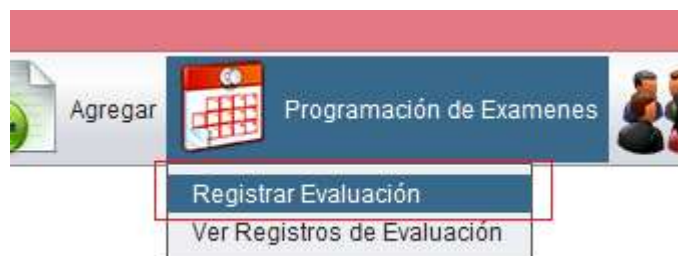 Agregar
Programación de Examenes
Registrar Evaluación
Ver Registros de Evaluación